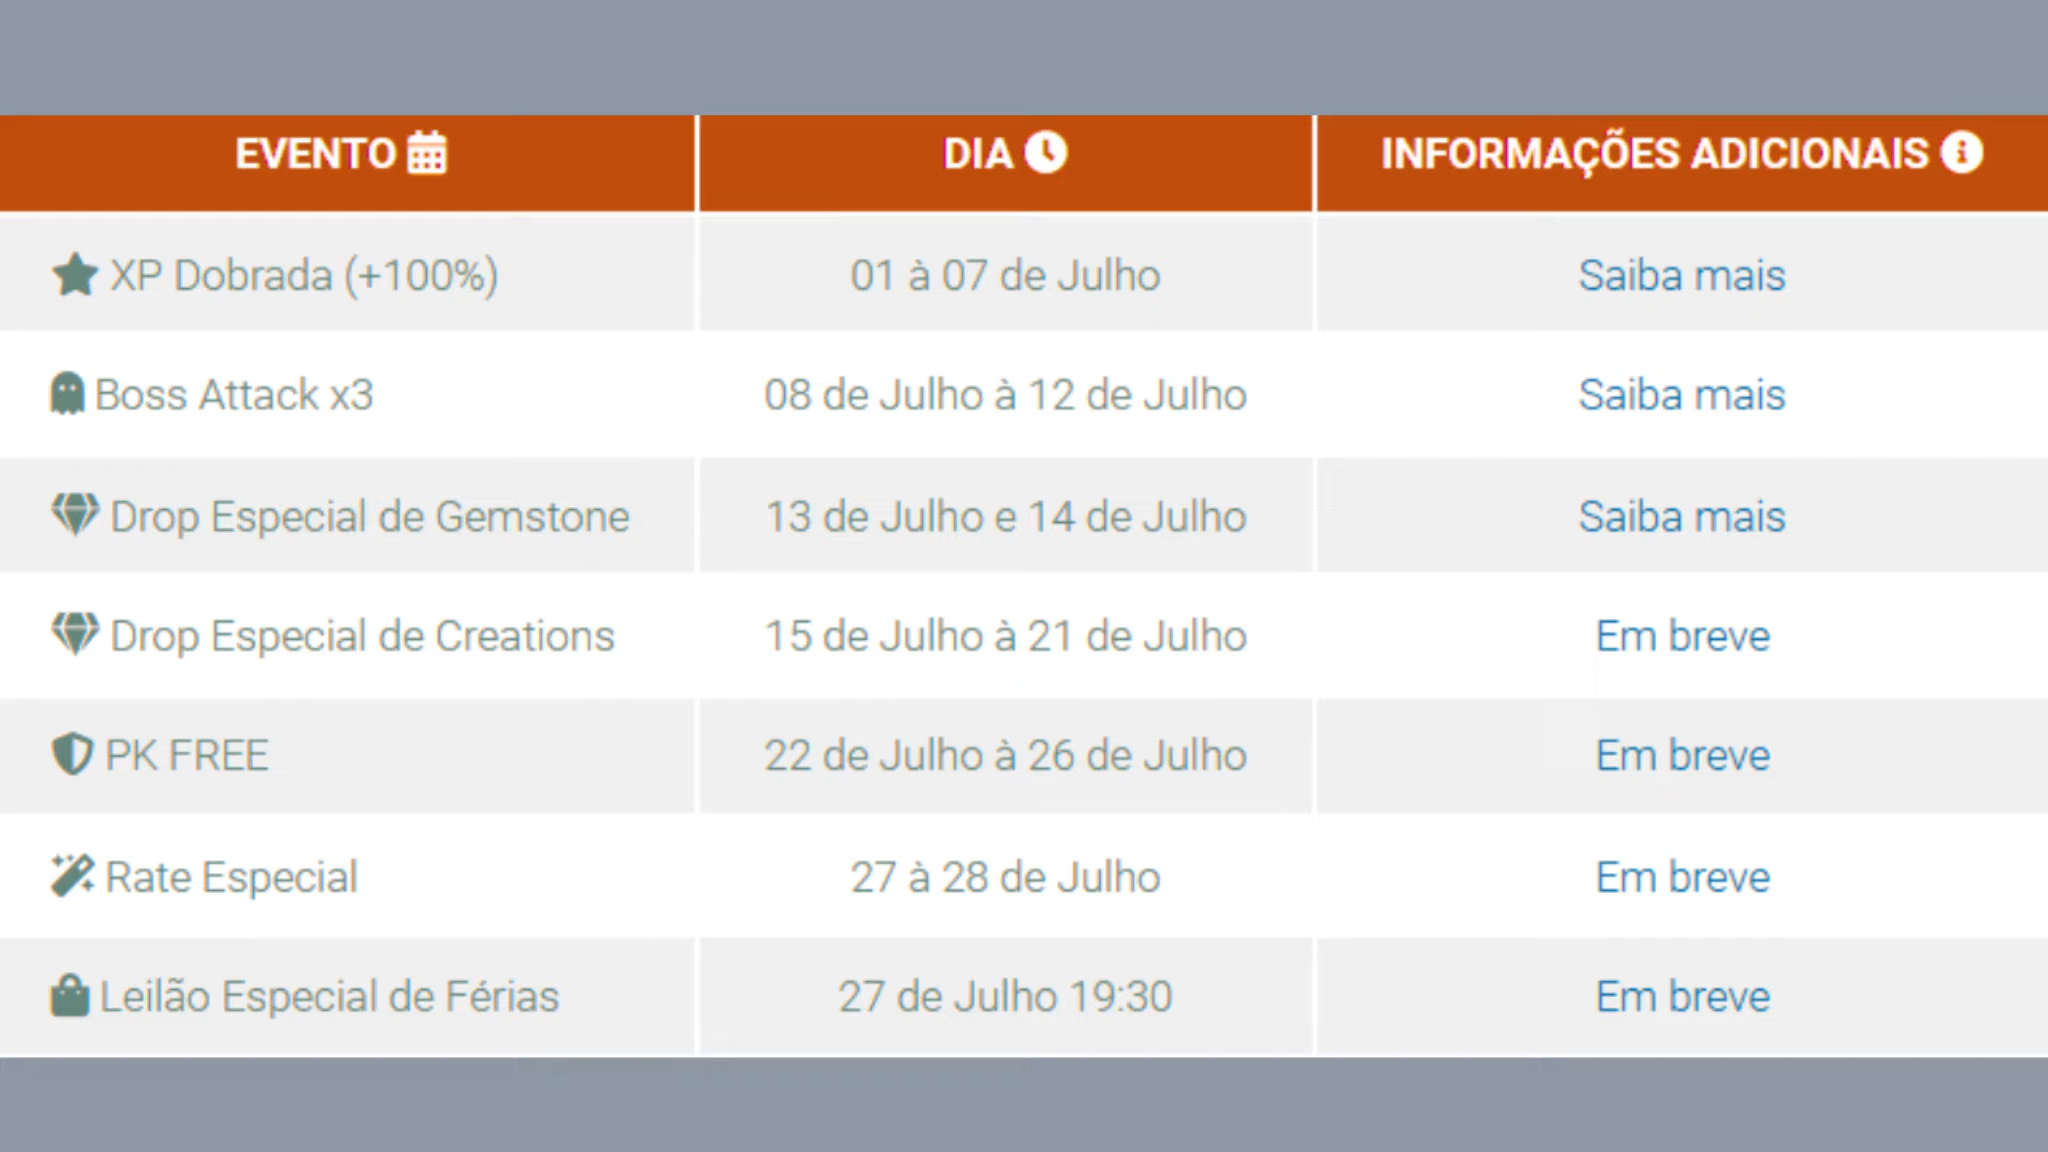 EVENTO DIA INFORMAÇÕES ADICIONAIS
XP Dobrada (+100%) 01 à 07 de Julho Saiba mais
Boss Attack x3 08 de Julho à 12 de Julho Saiba mais
Drop Especial de Gemstone 13 de Julho e 14 de Julho Saiba mais
Drop Especial de Creations 15 de Julho à 21 de Julho Em breve
PK FREE 22 de Julho à 26 de Julho Em breve
Rate Especial 27 à 28 de Julho Em breve
Leilão Especial de Férias 27 de Julho 19:30 Em breve